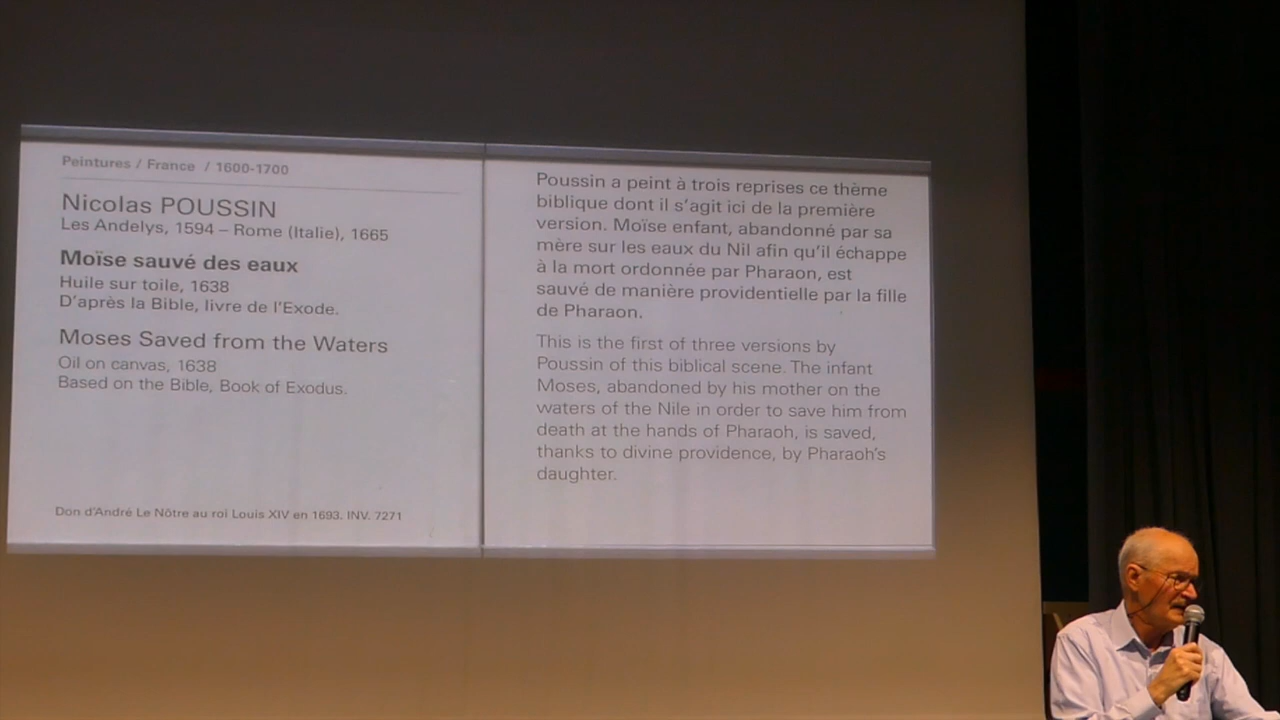 Peintures / France / 1600-1700
Nicolas POUSSIN
Les Andelys, 1594 – Rome (Italie), 1665
Moïse sauvé des eaux
Huile sur toile, 1638
D'après la Bible, livre de l'Exode.
Moses Saved from the Waters
Oil on canvas, 1638
Based on the Bible, Book of Exodus.
Don d'André Le Nôtre au roi Louis XIV en 1693. INV. 7271
Poussin a peint à trois reprises ce thème
biblique dont il s'agit ici de la première
version. Moïse enfant, abandonné par sa
mère sur les eaux du Nil afin qu'il échappe
à la mort ordonnée par Pharaon, est
sauvé de manière providentielle par la fille
de Pharaon.
This is the first of three versions by
Poussin of this biblical scene. The infant
Moses, abandoned by his mother on the
waters of the Nile in order to save him from
death at the hands of Pharaoh, is saved,
thanks to divine providence, by Pharaoh's
daughter.